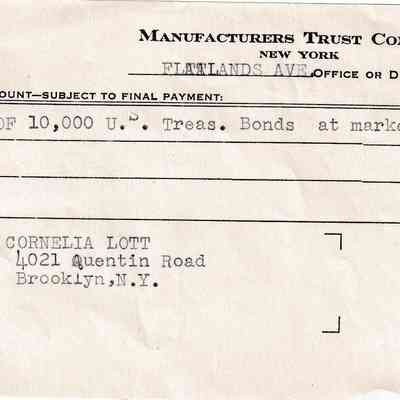 MANUFACTURERS TRUST CO
NEW YORK
FLATLANDS AVE. OFFICE OR D
OUNT—SUBJECT TO FINAL PAYMENT:
OF 10,000 U.S. Treas. Bonds at marke
CORNELIA LOTT
4021 Quentin Road
Brooklyn,N.Y.